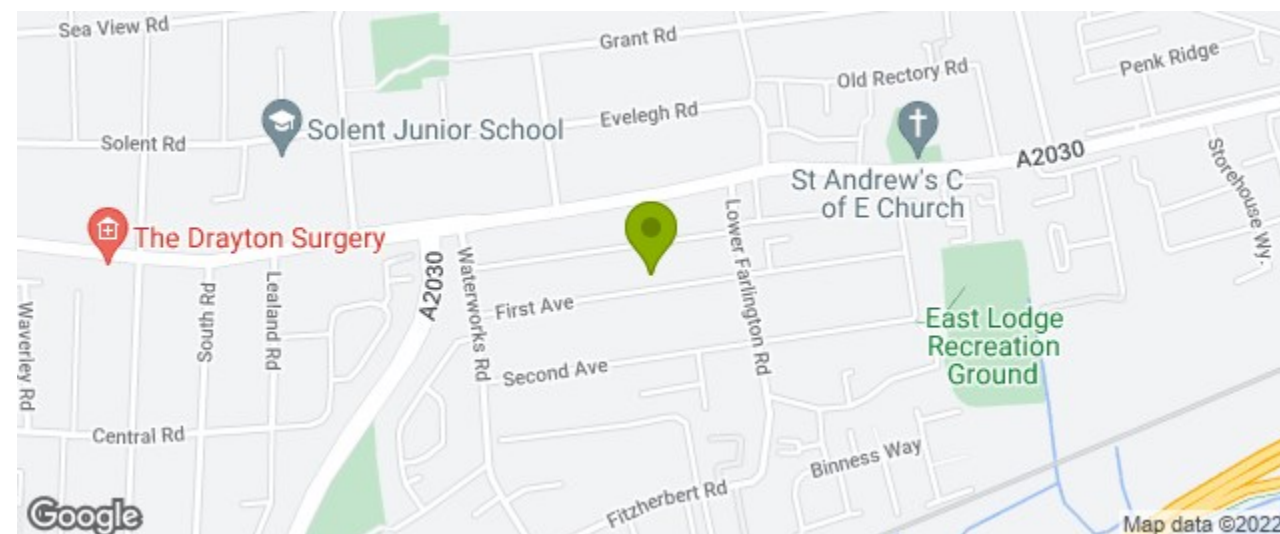 Sea View Rd
Grant Rd
Penk Ridge
Old Rectory Rd
Evelegh Rd
Solent Junior School
Solent Rd
A2030
St Andrew's C
of E Church
Storehouse Wy.
The Drayton Surgery
Lower Farlington Rd
Waterworks Rd
A2030
Lealand Rd
South Rd
Waverley Rd
First Ave
East Lodge
Recreation
Ground
Second Ave
Central Rd
Binness Way
Fitzherbert Rd
Google
Map data ©2022